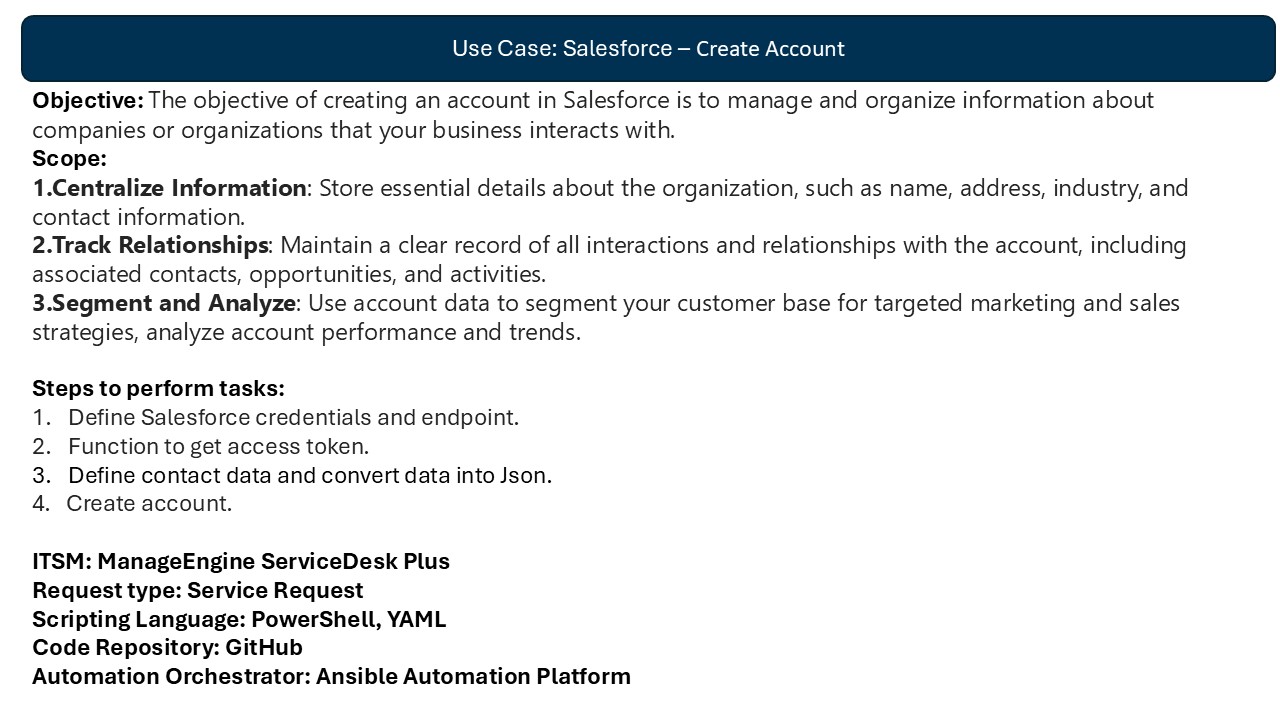 Use Case: Salesforce – Create Account
Objective: The objective of creating an account in Salesforce is to manage and organize information about
companies or organizations that your business interacts with.
Scope:
1.Centralize Information: Store essential details about the organization, such as name, address, industry, and
contact information.
2.Track Relationships: Maintain a clear record of all interactions and relationships with the account, including
associated contacts, opportunities, and activities.
3.Segment and Analyze: Use account data to segment your customer base for targeted marketing and sales
strategies, analyze account performance and trends.
Steps to perform tasks:
1. Define Salesforce credentials and endpoint.
2. Function to get access token.
3. Define contact data and convert data into Json.
4. Create account.
ITSM: ManageEngine ServiceDesk Plus
Request type: Service Request
Scripting Language: PowerShell, YAML
Code Repository: GitHub
Automation Orchestrator: Ansible Automation Platform